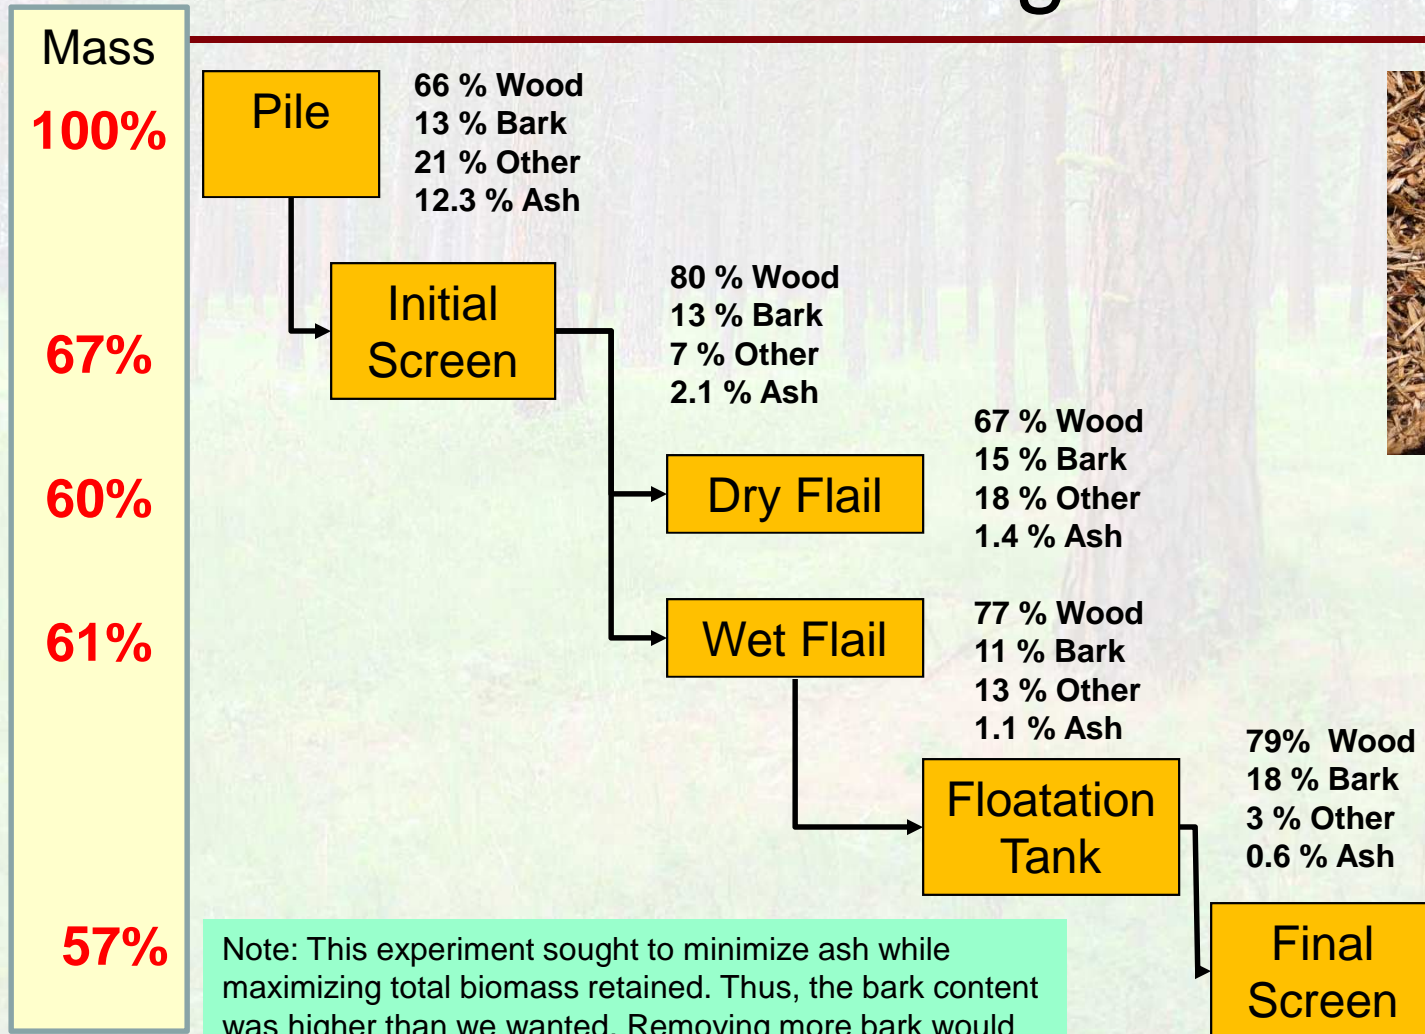 Mass
100%
67%
60%
61%
57%
Pile
66 % Wood
13 % Bark
21 % Other
12.3 % Ash
Initial
Screen
80 % Wood
13 % Bark
7 % Other
2.1 % Ash
Dry Flail
67 % Wood
15 % Bark
18 % Other
1.4 % Ash
Wet Flail
77 % Wood
11 % Bark
13 % Other
1.1 % Ash
Floatation
Tank
79% Wood
18 % Bark
3 % Other
0.6 % Ash
Final
Screen
Note: This experiment sought to minimize ash while
maximizing total biomass retained. Thus, the bark content
was higher than we wanted. Removing more bark would